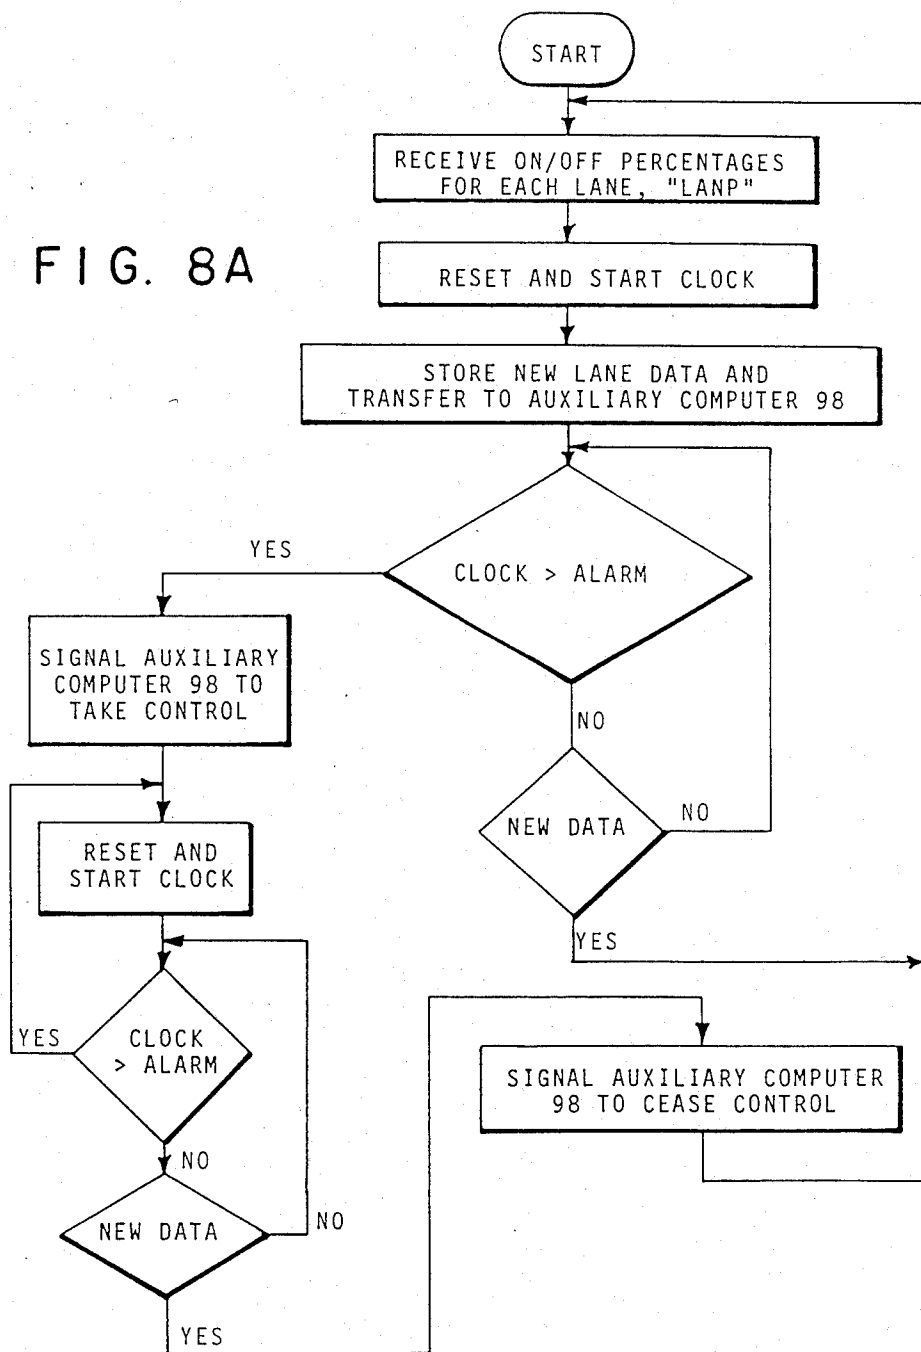 START
RECEIVE ON/OFF PERCENTAGES
FOR EACH LANE, "LANP"
FIG. 8A
RESET AND START CLOCK
STORE NEW LANE DATA AND
TRANSFER TO AUXILIARY COMPUTER 98
YES
CLOCK > ALARM
SIGNAL AUXILIARY
COMPUTER 98 TO
TAKE CONTROL
NO
NEW DATA
NO
RESET AND
START CLOCK
YES
YES
CLOCK
> ALARM
SIGNAL AUXILIARY COMPUTER
98 TO CEASE CONTROL
NO
NEW DATA
NO
YES